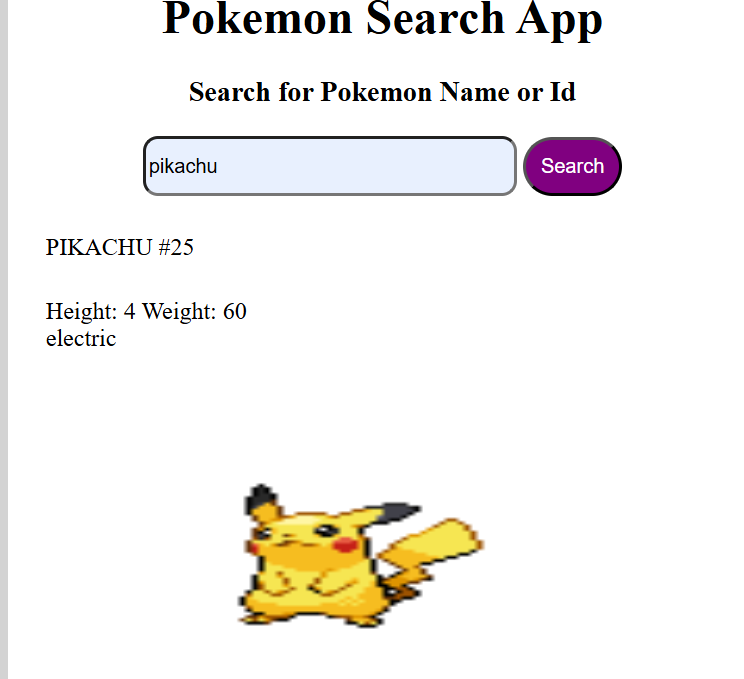 Pokemon Search App
Search for Pokemon Name or Id
pikachu Search
PIKACHU #25
Height: 4 Weight: 60
electric